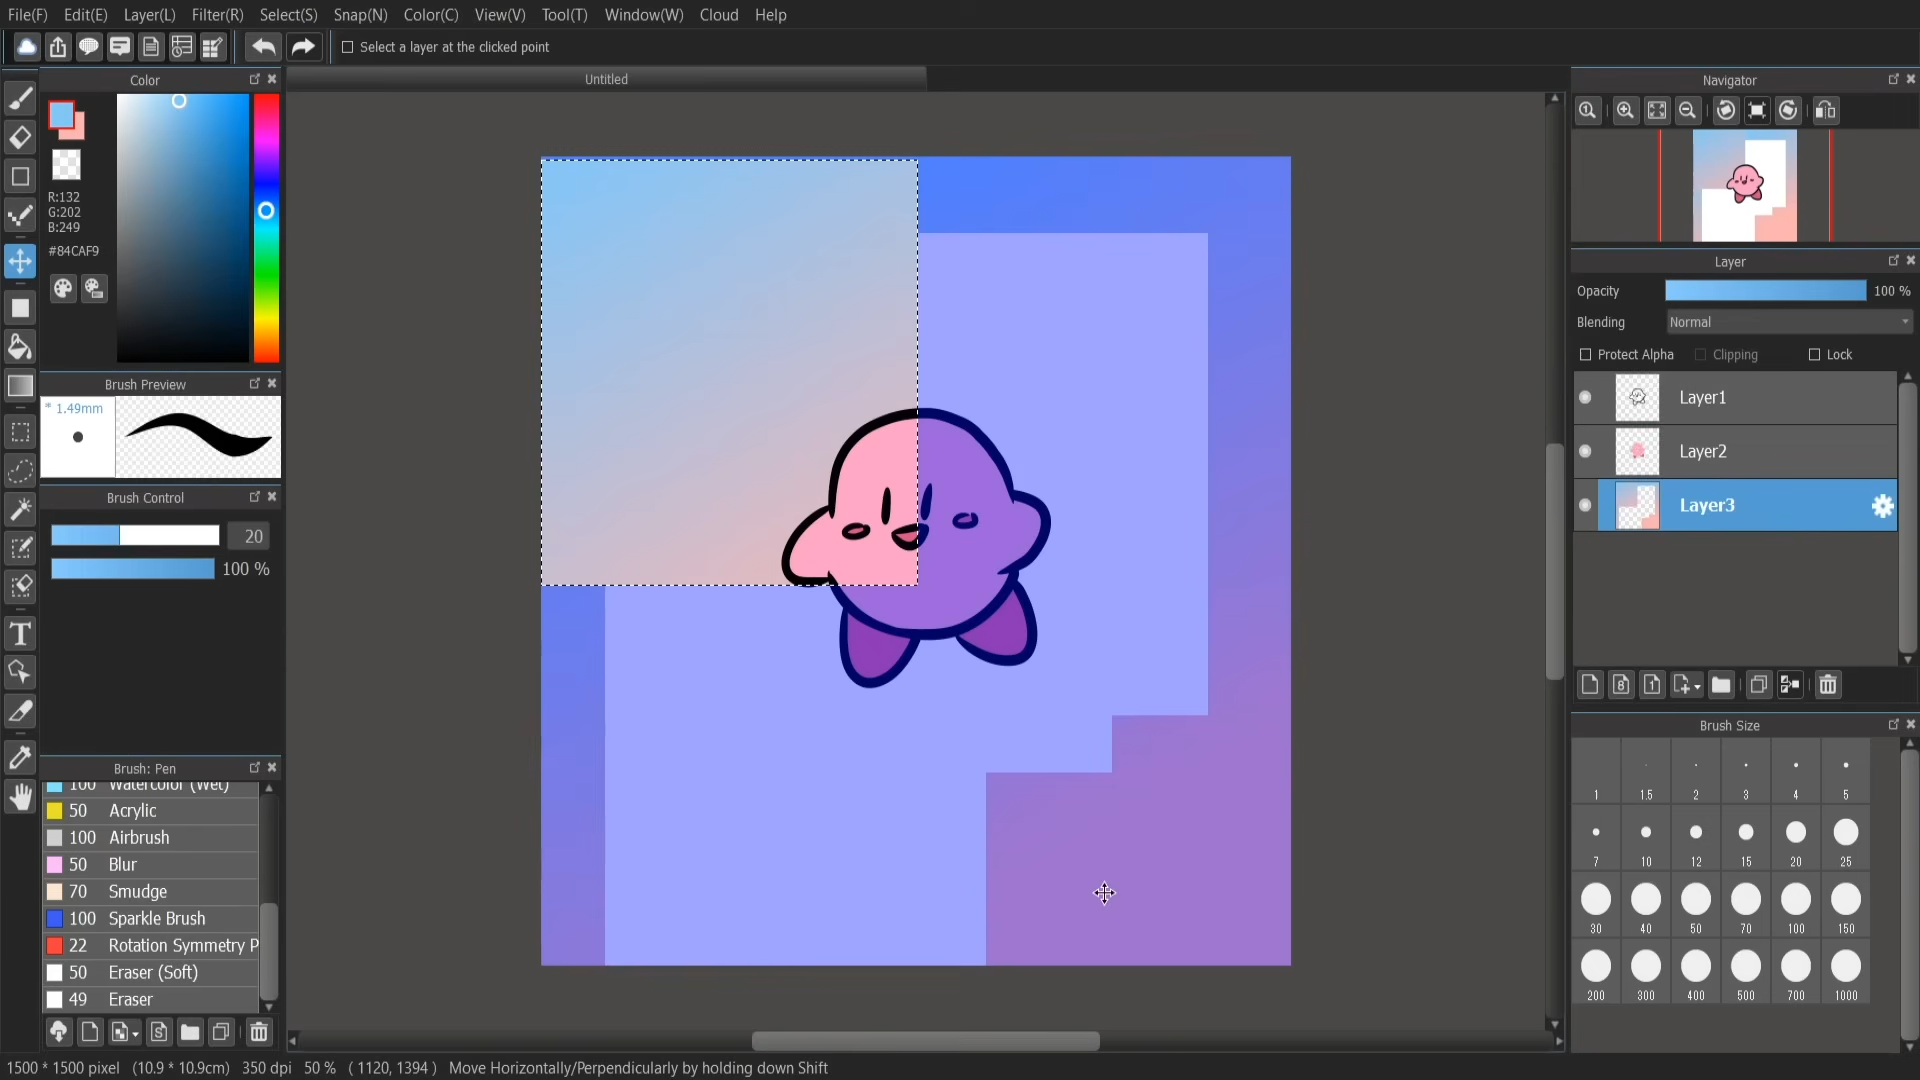 File(F) Edit(E) Layer(L) Filter(R) Select(S) Snap(N) Color(C) View(V) Tool(T) Window(W) Cloud Help
Select a layer at the clicked point
Color
Untitled
Navigator
R:132
G:202
B:249
#84CAF9
Layer
Opacity 100 %
Blending Normal
Protect Alpha Clipping Lock
Brush Preview
* 1.49mm
Layer1
Layer2
Layer3
Brush Control
20
100 %
Brush Size
1 1.5 2 3 4 5
7 10 12 15 20 25
30 40 50 70 100 150
200 300 400 500 700 1000
Brush: Pen
100 Watercolor (Wet)
50 Acrylic
100 Airbrush
50 Blur
70 Smudge
100 Sparkle Brush
22 Rotation Symmetry P
50 Eraser (Soft)
49 Eraser
T
8
1
S
1500 * 1500 pixel (10.9 * 10.9cm) 350 dpi 50 % ( 1120, 1394 ) Move Horizontally/Perpendicularly by holding down Shift